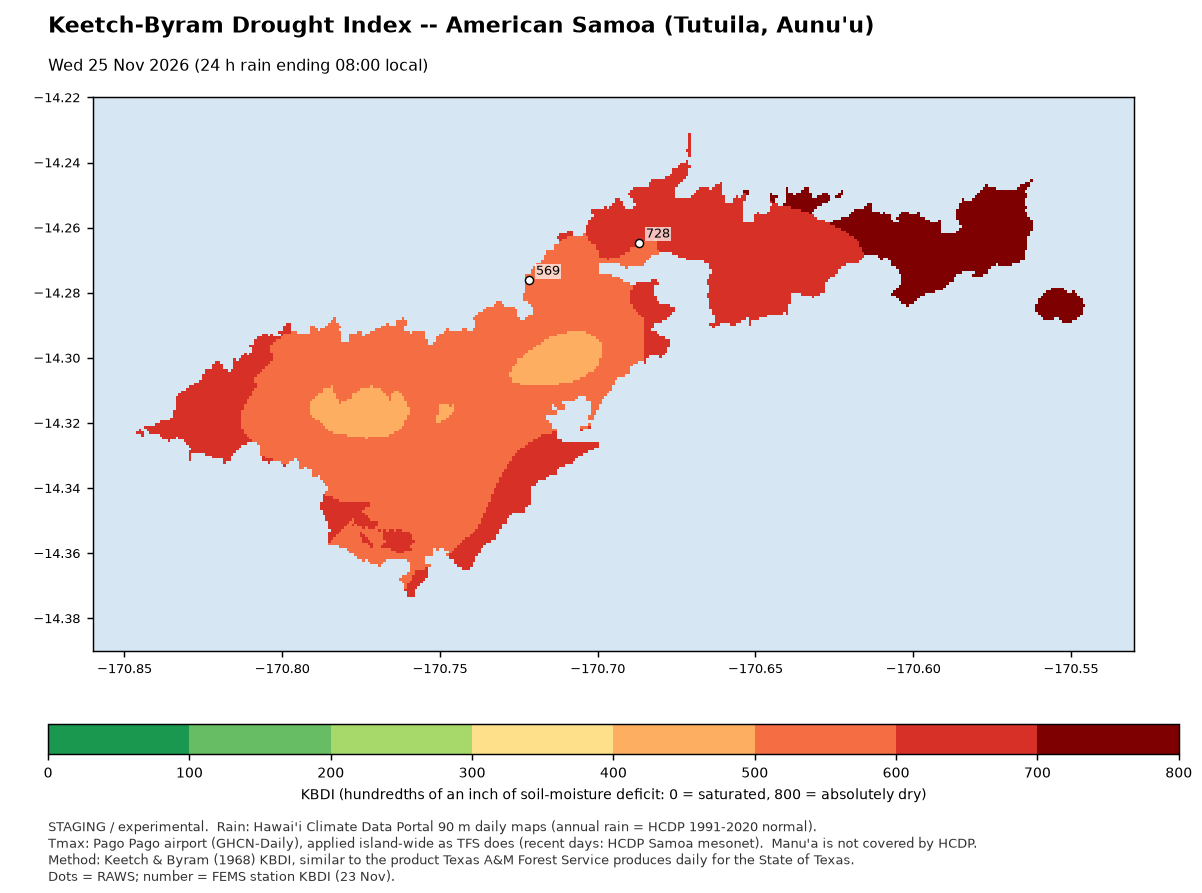 Keetch-Byram Drought Index -- American Samoa (Tutuila, Aunu'u)
Wed 25 Nov 2026 (24 h rain ending 08:00 local)
−14.22
−14.24
−14.26
−14.28
−14.30
−14.32
−14.34
−14.36
−14.38
728
569
−170.85 −170.80 −170.75 −170.70 −170.65 −170.60 −170.55
0 100 200 300 400 500 600 700 800
KBDI (hundredths of an inch of soil-moisture deficit: 0 = saturated, 800 = absolutely dry)
STAGING / experimental. Rain: Hawai'i Climate Data Portal 90 m daily maps (annual rain = HCDP 1991-2020 normal).
Tmax: Pago Pago airport (GHCN-Daily), applied island-wide as TFS does (recent days: HCDP Samoa mesonet). Manu'a is not covered by HCDP.
Method: Keetch & Byram (1968) KBDI, similar to the product Texas A&M Forest Service produces daily for the State of Texas.
Dots = RAWS; number = FEMS station KBDI (23 Nov).